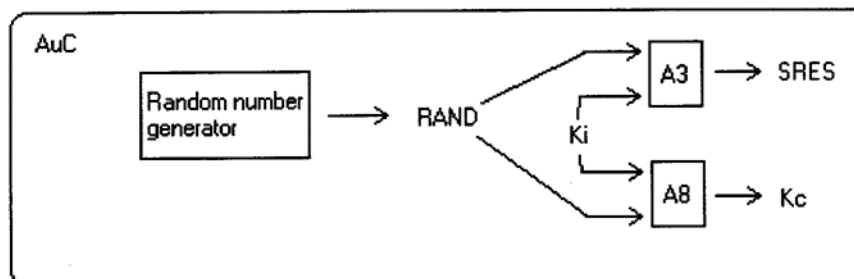 AuC
Random number
generator
RAND
Ki
A3
SRES
A8
Kc